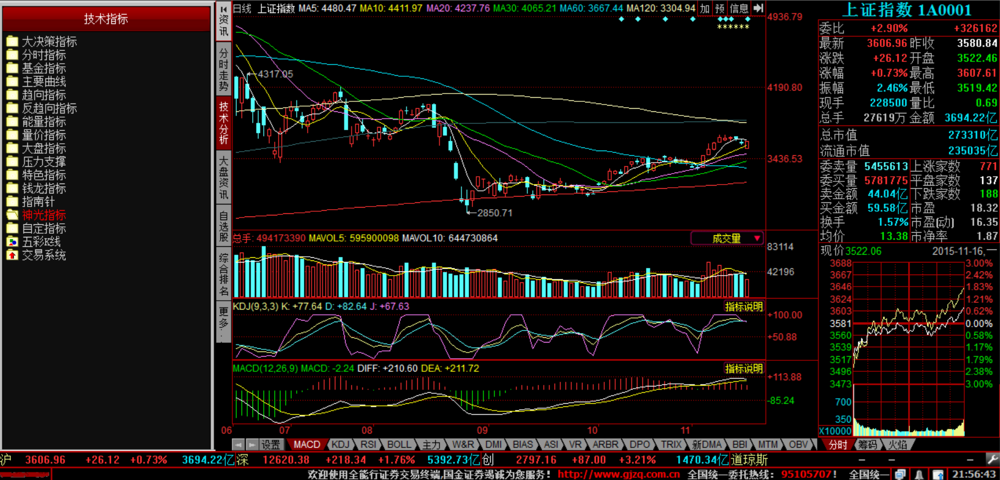 技术指标
大决策指标
分时指标
基金指标
主要曲线
趋向指标
反趋向指标
能量指标
量价指标
大盘指标
压力支撑
特色指标
钱龙指标
指南针
神光指标
自定指标
五彩K线
交易系统
资讯
分时走势
技术分析
大盘资讯
自选股
综合排名
更多..
日线 上证指数 MA5: 4480.47 MA10: 4411.97 MA20: 4237.76 MA30: 4065.21 MA60: 3667.44 MA120: 3304.94 加 预 信息
******
4936.79
4317.05
4190.80
3436.53
2850.71
总手: 494173390 MAVOL5: 595900098 MAVOL10: 644730864 成交量
83114
42196
KDJ(9,3,3) K: +77.64 D: +82.64 J: +67.63 指标说明
+100.00
+50.88
MACD(12,26,9) MACD: -2.24 DIFF: +210.60 DEA: +211.72 指标说明
+113.88
-85.24
06 07 08 09 10 11
设置 MACD KDJ RSI BOLL 主力 W&R DMI BIAS ASI VR ARBR DPO TRIX 新DMA BBI MTM OBV
上证指数 1A0001
委比 +2.90% +326162
最新 3606.96 昨收 3580.84
涨跌 +26.12 开盘 3522.46
涨幅 +0.73% 最高 3607.61
振幅 2.46% 最低 3519.42
现手 228500 量比 0.69
总手 27619万 金额 3694.22亿
总市值 273310亿
流通市值 235035亿
委卖量 5455613 上涨家数 771
委买量 5781775 平盘家数 137
卖金额 44.04亿 下跌家数 188
买金额 59.58亿 市盈 18.32
换手 1.57% 市盈(动) 16.35
均价 13.38 市净率 1.87
现价3522.06 2015-11-16,一
3688 3.00%
3667 2.42%
3646 1.83%
3624 1.21%
3603 0.62%
3581 0.00%
3560 0.58%
3539 1.17%
3517 1.79%
3496 2.38%
3473 3.00%
700
350
X10000
分时 筹码 火焰
沪 3606.96 +26.12 +0.73% 3694.22亿 深 12620.38 +218.34 +1.76% 5392.73亿 创 2797.16 +87.00 +3.21% 1470.34亿 道琼斯 — — —
欢迎使用全能行证券交易终端,国金证券竭诚为您服务! http://www.gjzq.com.cn 全国统一委托热线: 95105707! 全国统一 21:56:43